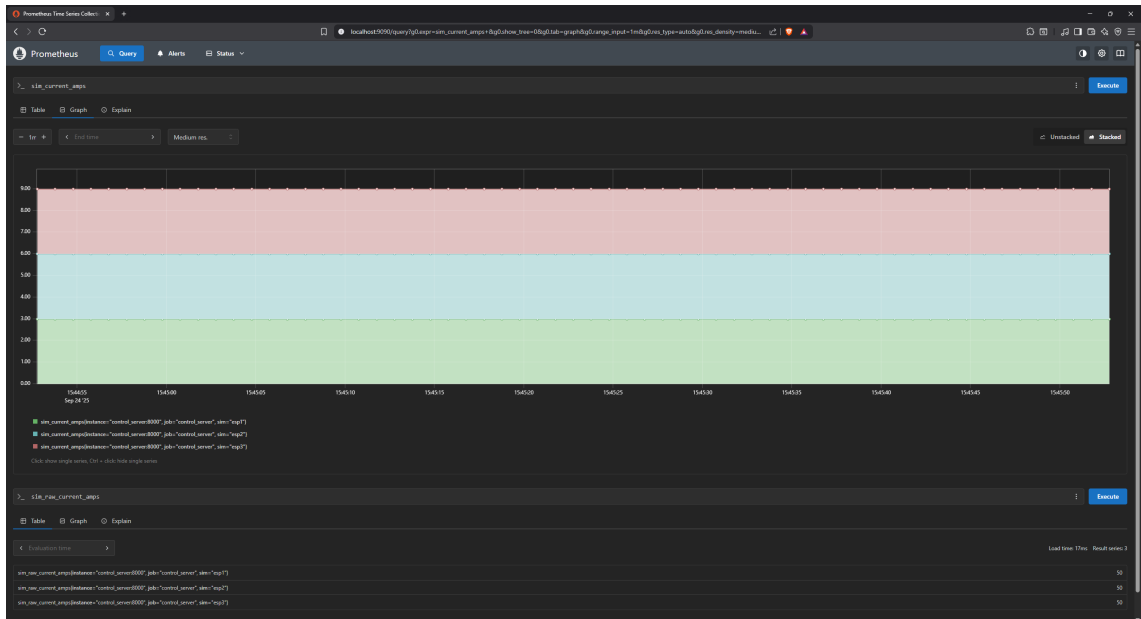 Prometheus Time Series Collecti × +
localhost:9090/query?g0.expr=sim_current_amps+&g0.show_tree=0&g0.tab=graph&g0.range_input=1m&g0.res_type=auto&g0.res_density=mediu...
Prometheus Query Alerts Status
>_ sim_current_amps Execute
Table Graph Explain
− 1m + < End time > Medium res. Unstacked Stacked
9.00
8.00
7.00
6.00
5.00
4.00
3.00
2.00
1.00
0.00
15:44:55 15:45:00 15:45:05 15:45:10 15:45:15 15:45:20 15:45:25 15:45:30 15:45:35 15:45:40 15:45:45 15:45:50
Sep 24 '25
sim_current_amps{instance="control_server:8000", job="control_server", sim="esp1"}
sim_current_amps{instance="control_server:8000", job="control_server", sim="esp2"}
sim_current_amps{instance="control_server:8000", job="control_server", sim="esp3"}
Click: show single series, Ctrl + click: hide single series
>_ sim_raw_current_amps Execute
Table Graph Explain
< Evaluation time > Load time: 17ms Result series: 3
sim_raw_current_amps{instance="control_server:8000", job="control_server", sim="esp1"} 50
sim_raw_current_amps{instance="control_server:8000", job="control_server", sim="esp2"} 50
sim_raw_current_amps{instance="control_server:8000", job="control_server", sim="esp3"} 50